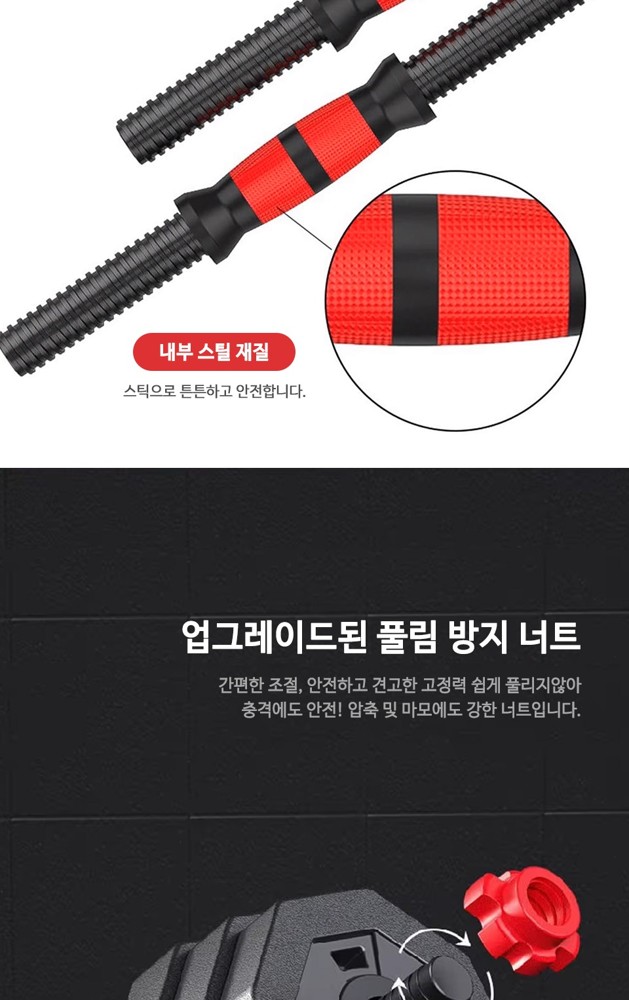 내부 스틸 재질
스틱으로 튼튼하고 안전합니다.
업그레이드된 풀림 방지 너트
간편한 조절, 안전하고 견고한 고정력 쉽게 풀리지않아
충격에도 안전! 압축 및 마모에도 강한 너트입니다.